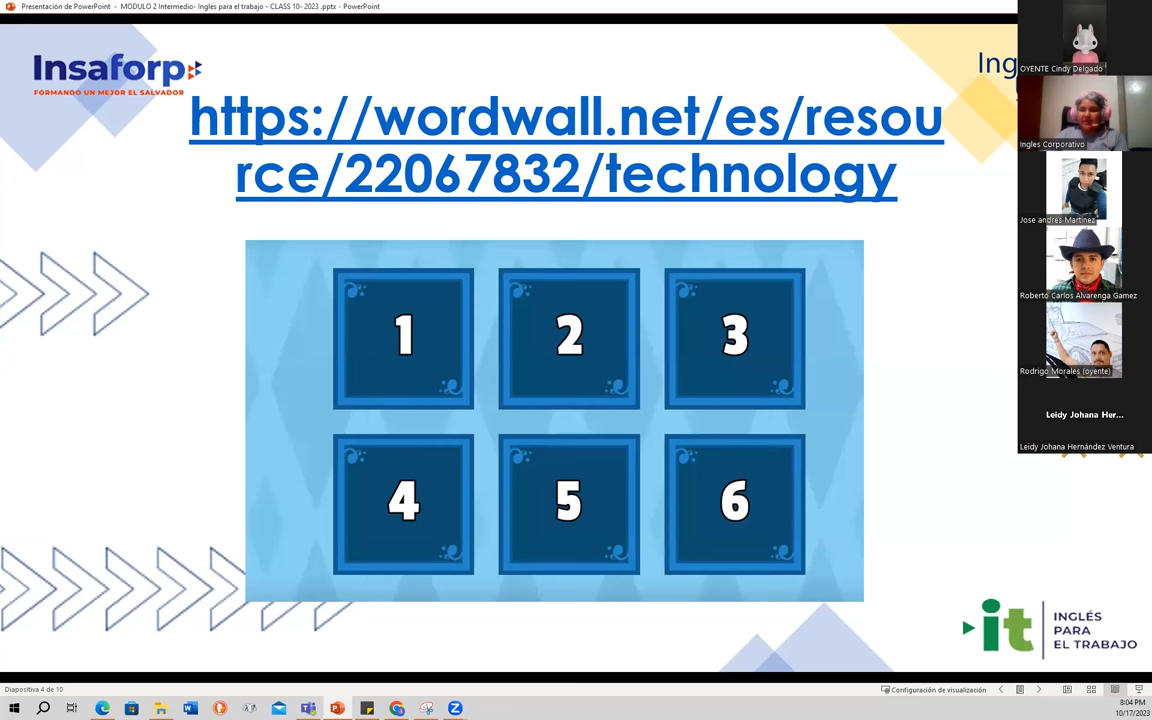 Presentación de PowerPoint - MODULO 2 Intermedio- Ingles para el trabajo - CLASS 10- 2023 .pptx - PowerPoint
Insaforp
FORMANDO UN MEJOR EL SALVADOR
Ing
https://wordwall.net/es/resou
rce/22067832/technology
1
2
3
4
5
6
OYENTE Cindy Delgado
Ingles Corporativo
Jose andres Martinez
Roberto Carlos Alvarenga Gamez
Rodrigo Morales (oyente)
Leidy Johana Her...
Leidy Johana Hernández Ventura
it
INGLÉS
PARA
EL TRABAJO
Diapositiva 4 de 10
Configuración de visualización
8:04 PM
10/17/2023